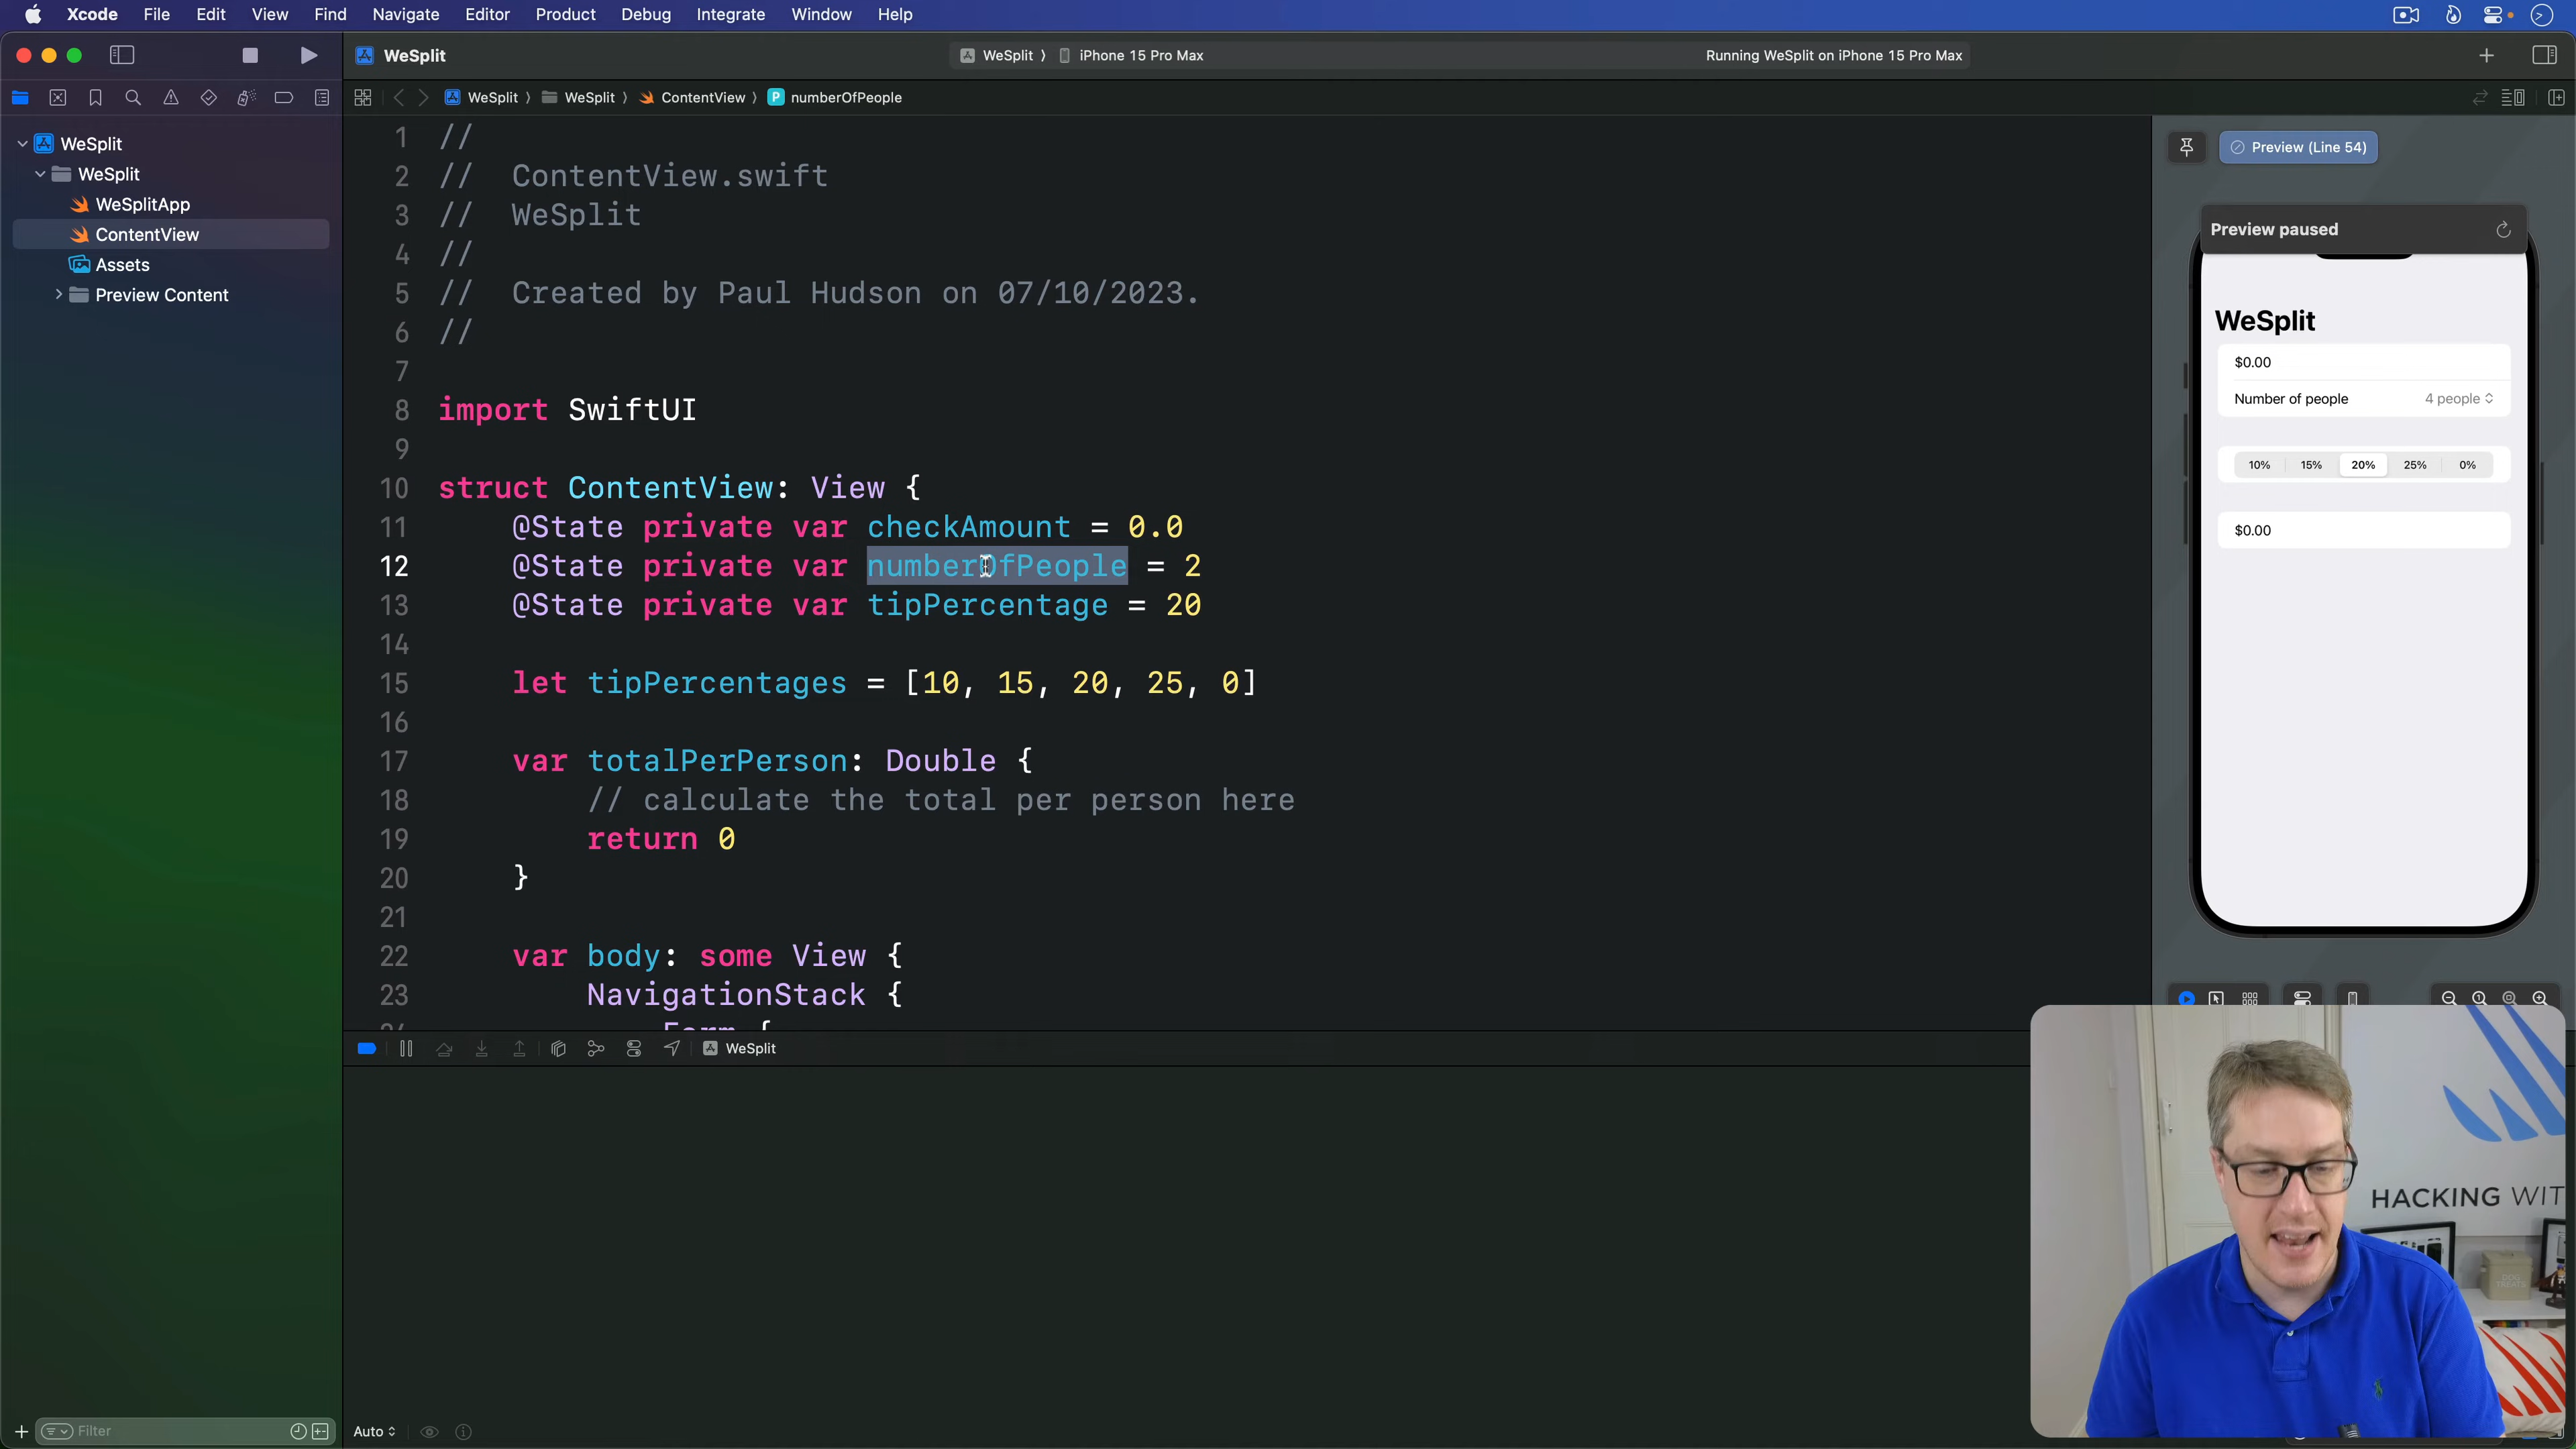 Xcode File Edit View Find Navigate Editor Product Debug Integrate Window Help
WeSplit
WeSplit ⟩ iPhone 15 Pro Max
Running WeSplit on iPhone 15 Pro Max
WeSplit ⟩ WeSplit ⟩ ContentView ⟩ P numberOfPeople
WeSplit
WeSplit
WeSplitApp
ContentView
Assets
Preview Content
1 //
2 //  ContentView.swift
3 //  WeSplit
4 //
5 //  Created by Paul Hudson on 07/10/2023.
6 //
7
8 import SwiftUI
9
10 struct ContentView: View {
11     @State private var checkAmount = 0.0
12     @State private var numberOfPeople = 2
13     @State private var tipPercentage = 20
14
15     let tipPercentages = [10, 15, 20, 25, 0]
16
17     var totalPerPerson: Double {
18         // calculate the total per person here
19         return 0
20     }
21
22     var body: some View {
23         NavigationStack {
24             Form {
Preview (Line 54)
Preview paused
WeSplit
$0.00
Number of people 4 people
10% 15% 20% 25% 0%
$0.00
WeSplit
HACKING WIT
DOG
TREATS
Filter
Auto